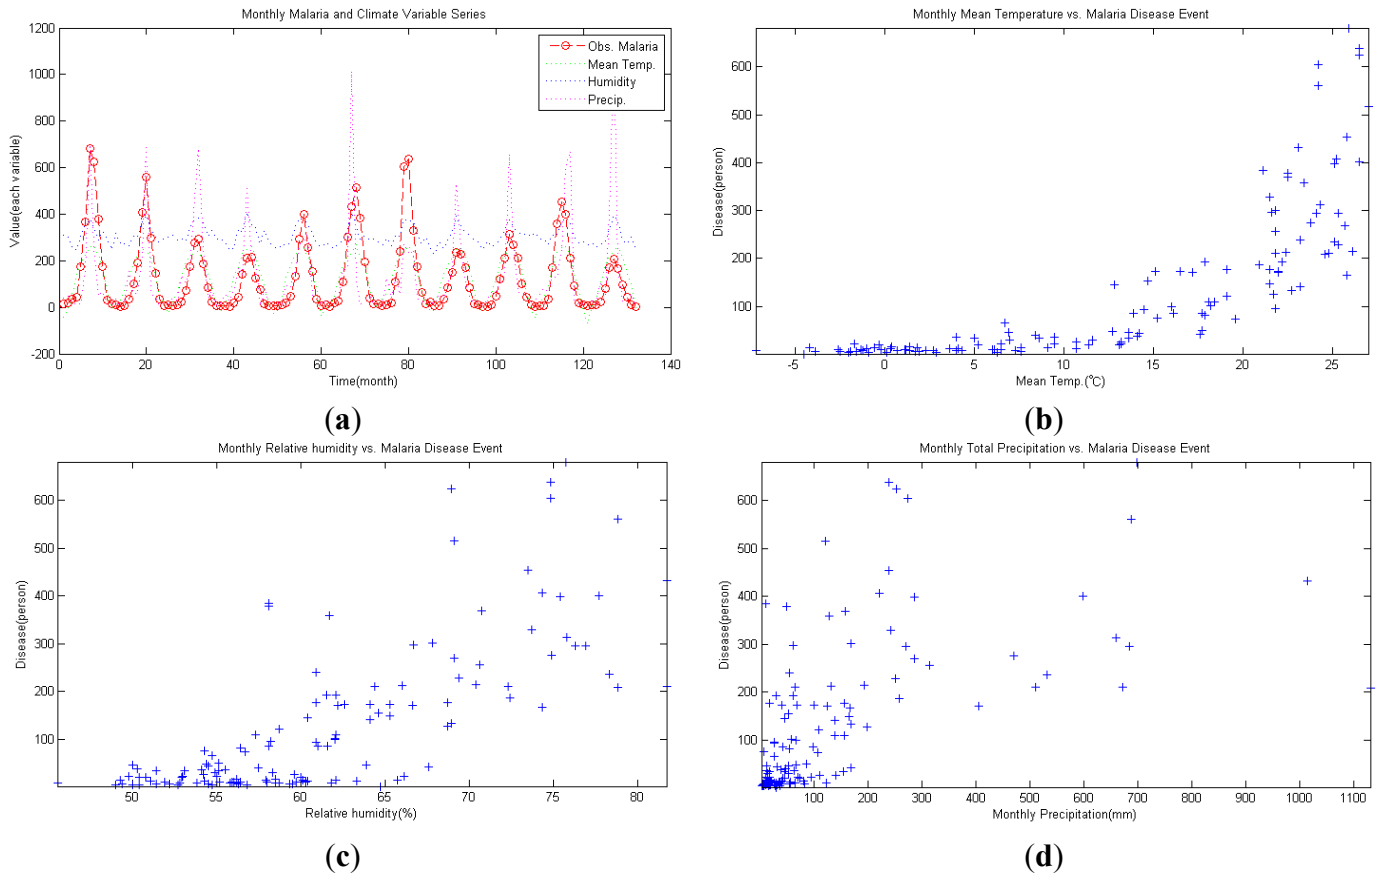 Monthly Malaria and Climate Variable Series
1200
1000
800
600
400
200
0
-200
Value(each variable)
Obs. Malaria
Mean Temp.
Humidity
Precip.
0 20 40 60 80 100 120 140
Time(month)
(a)
Monthly Mean Temperature vs. Malaria Disease Event
600
500
400
300
200
100
Disease(person)
-5 0 5 10 15 20 25
Mean Temp.(°C)
(b)
Monthly Relative humidity vs. Malaria Disease Event
600
500
400
300
200
100
Disease(person)
50 55 60 65 70 75 80
Relative humidity(%)
(c)
Monthly Total Precipitation vs. Malaria Disease Event
600
500
400
300
200
100
Disease(person)
100 200 300 400 500 600 700 800 900 1000 1100
Monthly Precipitation(mm)
(d)